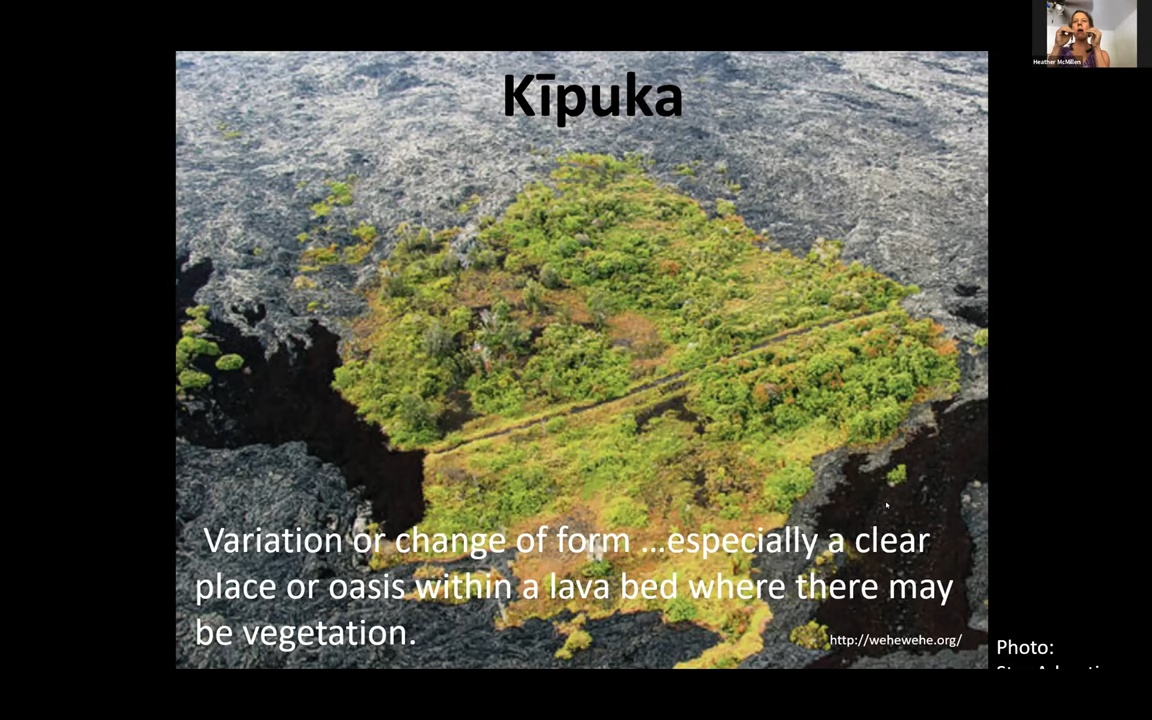 Heather McMillen
Kīpuka
Variation or change of form ...especially a clear
place or oasis within a lava bed where there may
be vegetation.
http://wehewehe.org/
Photo: